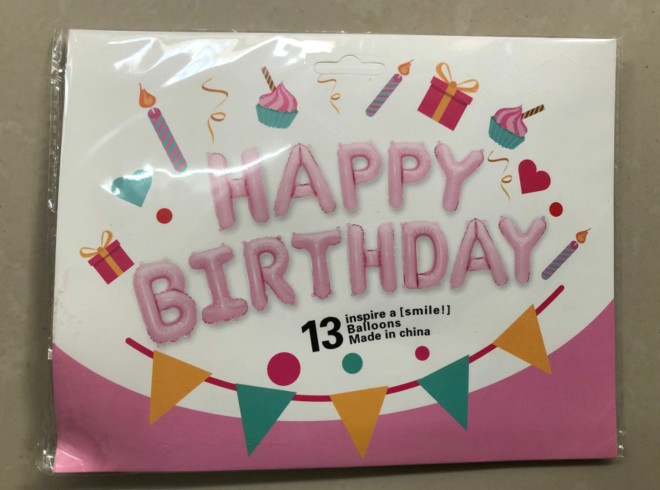 HAPPY
BIRTHDAY
13
inspire a [smile!]
Balloons
Made in china